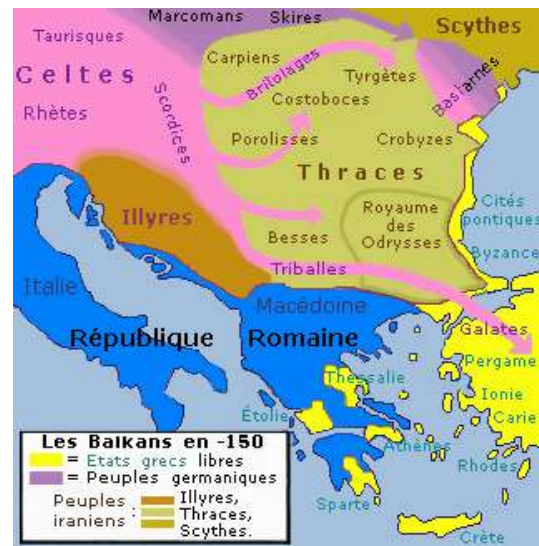 Marcomans
Skires
Scythes
Taurisques
Carpiens
Britolages
Tyrgètes
Bastarnes
Celtes
Costoboces
Scordices
Rhètes
Porolisses
Crobyzes
Thraces
Illyres
Royaume
des
Odrysses
Cités
pontiques
Besses
Byzance
Triballes
Italie
Macédoine
République Romaine
Galates
Pergame
Thessalie
Ionie
Étolie
Carie
Athènes
Rhodes
Sparte
Crète
Les Balkans en -150
= Etats grecs libres
= Peuples germaniques
Peuples
iraniens :
Illyres,
Thraces,
Scythes.